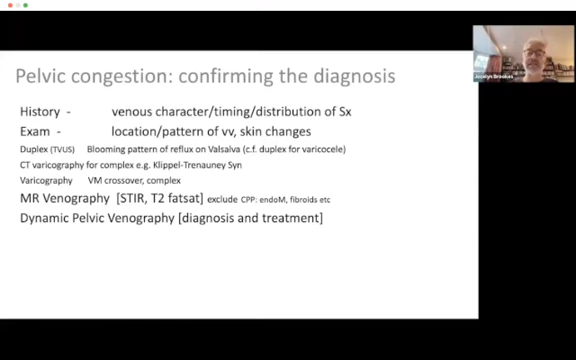 Pelvic congestion: confirming the diagnosis
Jocelyn Brookes
History - venous character/timing/distribution of Sx
Exam - location/pattern of vv, skin changes
Duplex (TVUS) Blooming pattern of reflux on Valsalva (c.f. duplex for varicocele)
CT varicography for complex e.g. Klippel-Trenauney Syn
Varicography VM crossover, complex
MR Venography [STIR, T2 fatsat] exclude CPP: endoM, fibroids etc
Dynamic Pelvic Venography [diagnosis and treatment]